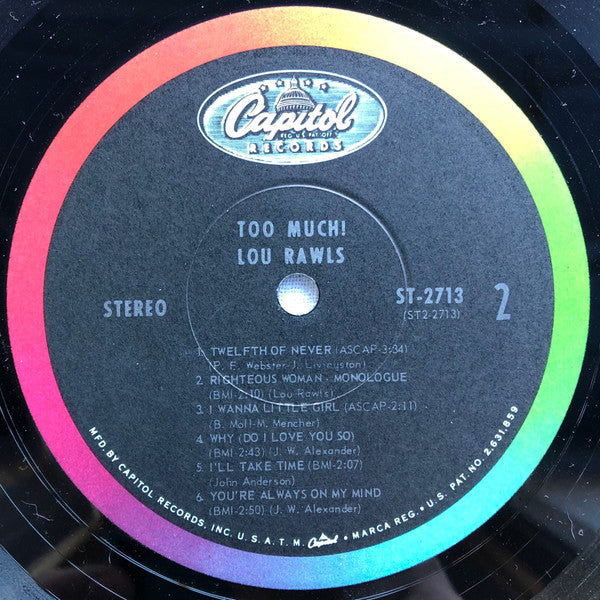 Capitol
REG. U.S. PAT. OFF.
RECORDS
TOO MUCH!
LOU RAWLS
STEREO
ST-2713
(ST2-2713)
2
1. TWELFTH OF NEVER (ASCAP-3:34)
(P. F. Webster-J. Livingston)
2. RIGHTEOUS WOMAN - MONOLOGUE
(BMI-2:10) (Lou Rawls)
3. I WANNA LITTLE GIRL (ASCAP-2:11)
(B. Moll-M. Mencher)
4. WHY (DO I LOVE YOU SO)
(BMI-2:43) (J. W. Alexander)
5. I'LL TAKE TIME (BMI-2:07)
(John Anderson)
6. YOU'RE ALWAYS ON MY MIND
(BMI-2:50) (J. W. Alexander)
MFD. BY CAPITOL RECORDS, INC. U.S.A. T.M. Capitol • MARCA REG. • U.S. PAT. NO. 2,631,859